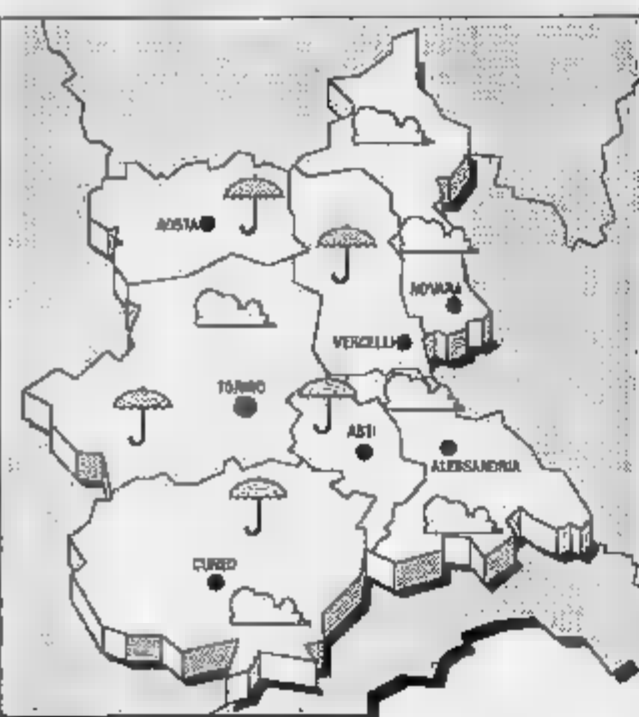 AOSTA
NOVARA
VERCELLI
TORINO
ASTI
ALESSANDRIA
CUNEO